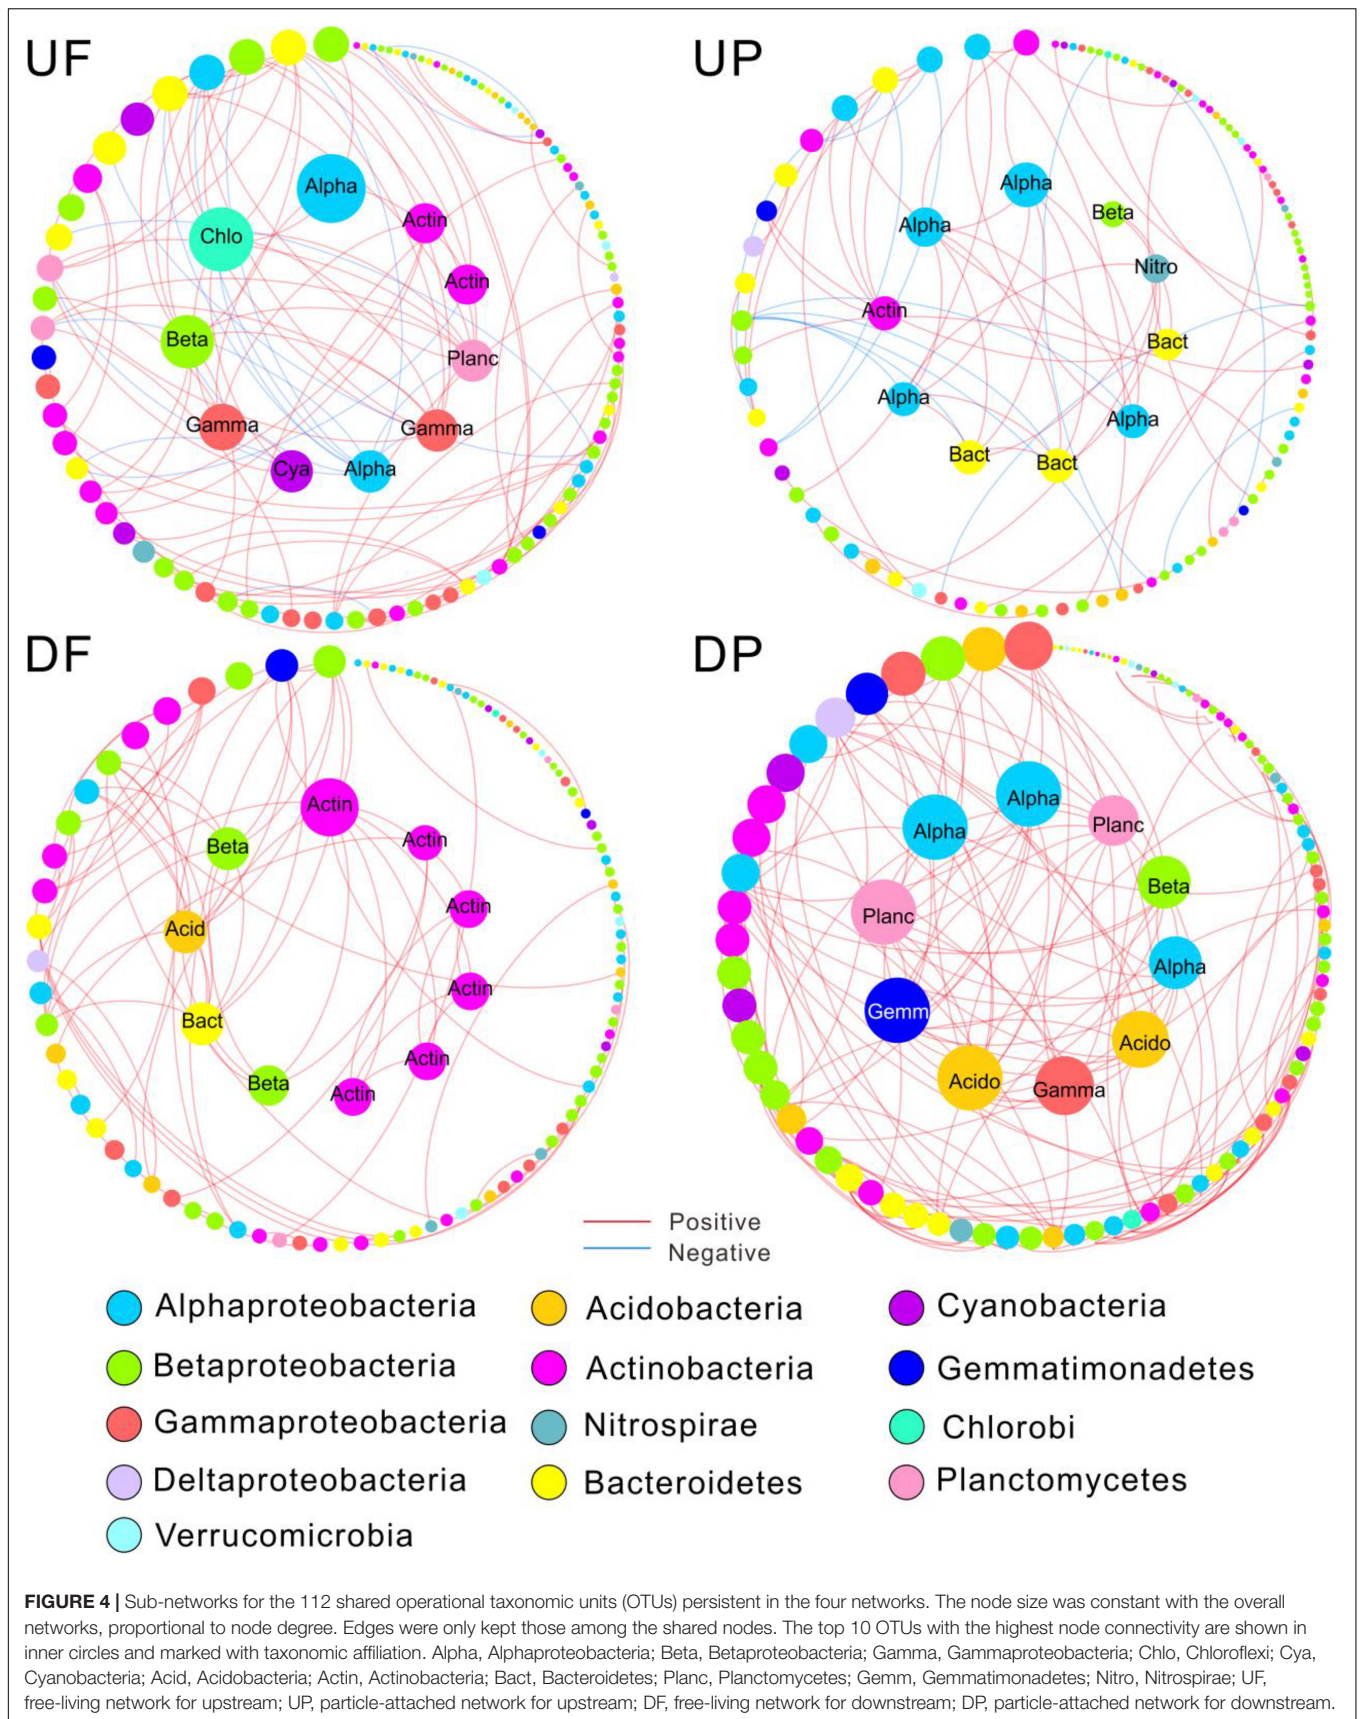 UF
UP
Alpha
Actin
Chlo
Actin
Beta
Planc
Gamma
Gamma
Cya
Alpha
Alpha
Beta
Alpha
Nitro
Actin
Bact
Alpha
Alpha
Bact
Bact
DF
DP
Actin
Beta
Actin
Actin
Acid
Actin
Bact
Actin
Beta
Actin
Alpha
Planc
Alpha
Beta
Planc
Alpha
Gemm
Acido
Acido
Gamma
Positive
Negative
Alphaproteobacteria
Acidobacteria
Cyanobacteria
Betaproteobacteria
Actinobacteria
Gemmatimonadetes
Gammaproteobacteria
Nitrospirae
Chlorobi
Deltaproteobacteria
Bacteroidetes
Planctomycetes
Verrucomicrobia
FIGURE 4 | Sub-networks for the 112 shared operational taxonomic units (OTUs) persistent in the four networks. The node size was constant with the overall
networks, proportional to node degree. Edges were only kept those among the shared nodes. The top 10 OTUs with the highest node connectivity are shown in
inner circles and marked with taxonomic affiliation. Alpha, Alphaproteobacteria; Beta, Betaproteobacteria; Gamma, Gammaproteobacteria; Chlo, Chloroflexi; Cya,
Cyanobacteria; Acid, Acidobacteria; Actin, Actinobacteria; Bact, Bacteroidetes; Planc, Planctomycetes; Gemm, Gemmatimonadetes; Nitro, Nitrospirae; UF,
free-living network for upstream; UP, particle-attached network for upstream; DF, free-living network for downstream; DP, particle-attached network for downstream.